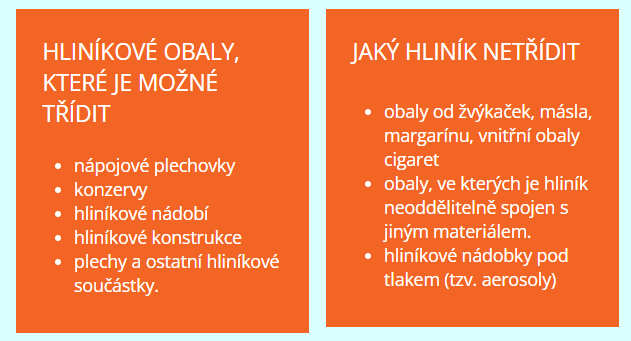 HLINÍKOVÉ OBALY,
KTERÉ JE MOŽNÉ
TŘÍDIT
• nápojové plechovky
• konzervy
• hliníkové nádobí
• hliníkové konstrukce
• plechy a ostatní hliníkové
součástky.
JAKÝ HLINÍK NETŘÍDIT
• obaly od žvýkaček, másla,
margarínu, vnitřní obaly
cigaret
• obaly, ve kterých je hliník
neoddělitelně spojen s
jiným materiálem.
• hliníkové nádobky pod
tlakem (tzv. aerosoly)